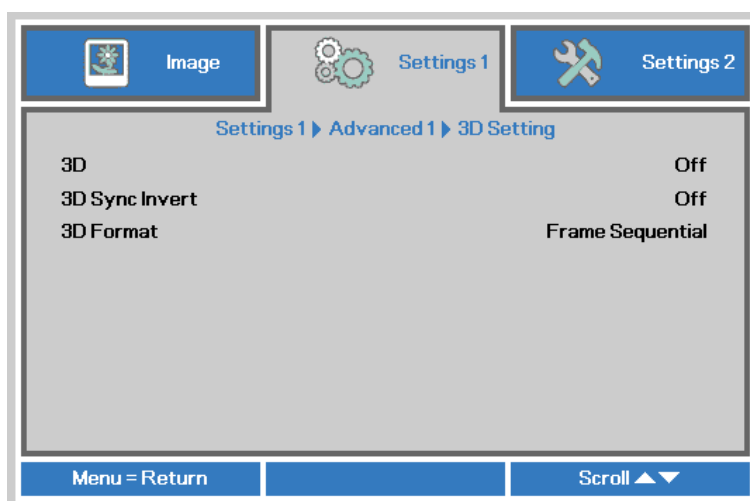 Image
Settings 1
Settings 2
Settings 1 ▶ Advanced 1 ▶ 3D Setting
3D Off
3D Sync Invert Off
3D Format Frame Sequential
Menu = Return
Scroll ▲▼